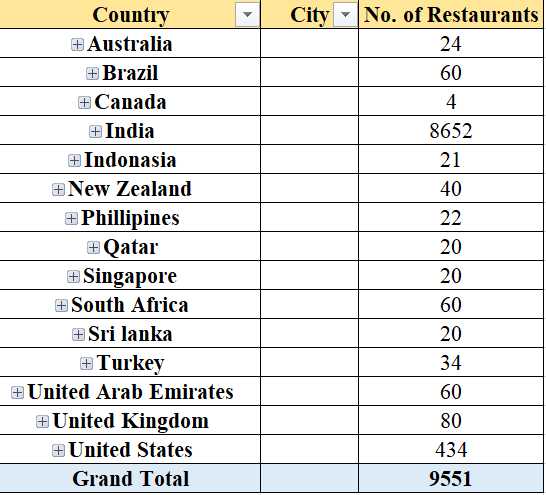 Country City No. of Restaurants
Australia 24
Brazil 60
Canada 4
India 8652
Indonasia 21
New Zealand 40
Phillipines 22
Qatar 20
Singapore 20
South Africa 60
Sri lanka 20
Turkey 34
United Arab Emirates 60
United Kingdom 80
United States 434
Grand Total 9551